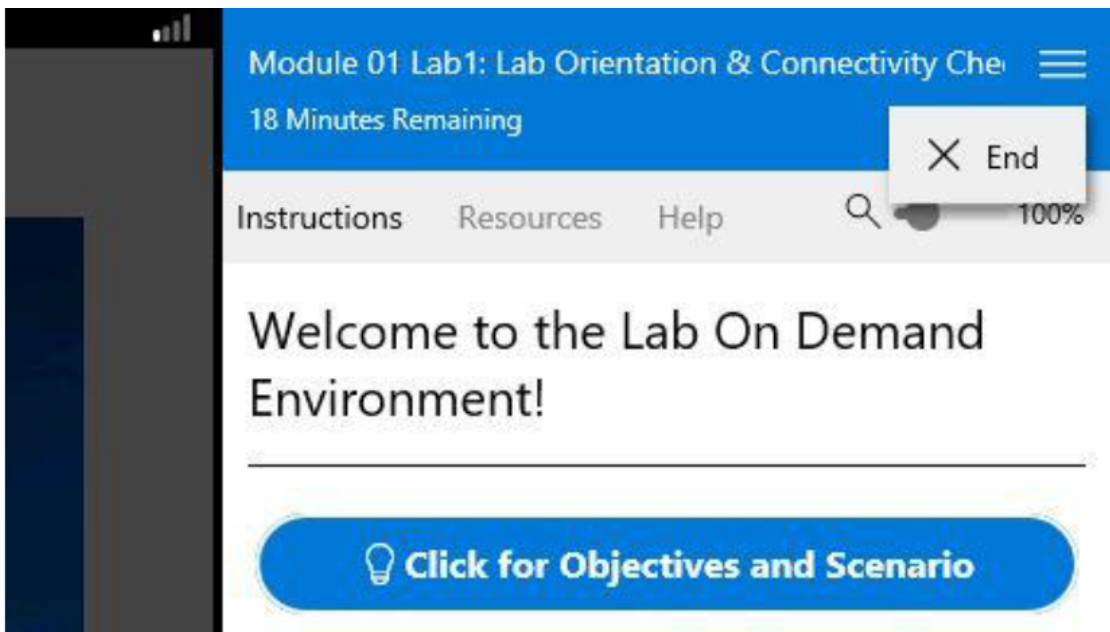 Module 01 Lab1: Lab Orientation & Connectivity Che
18 Minutes Remaining
End
Instructions Resources Help 100%
Welcome to the Lab On Demand
Environment!
Click for Objectives and Scenario